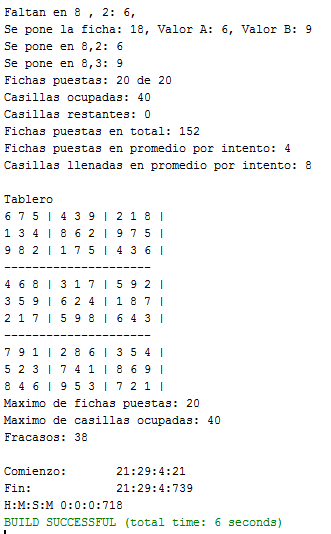 Faltan en 8 , 2: 6,
Se pone la ficha: 18, Valor A: 6, Valor B: 9
Se pone en 8,2: 6
Se pone en 8,3: 9
Fichas puestas: 20 de 20
Casillas ocupadas: 40
Casillas restantes: 0
Fichas puestas en total: 152
Fichas puestas en promedio por intento: 4
Casillas llenadas en promedio por intento: 8
Tablero
6 7 5 | 4 3 9 | 2 1 8 |
1 3 4 | 8 6 2 | 9 7 5 |
9 8 2 | 1 7 5 | 4 3 6 |
---------------------
4 6 8 | 3 1 7 | 5 9 2 |
3 5 9 | 6 2 4 | 1 8 7 |
2 1 7 | 5 9 8 | 6 4 3 |
---------------------
7 9 1 | 2 8 6 | 3 5 4 |
5 2 3 | 7 4 1 | 8 6 9 |
8 4 6 | 9 5 3 | 7 2 1 |
Maximo de fichas puestas: 20
Maximo de casillas ocupadas: 40
Fracasos: 38
Comienzo: 21:29:4:21
Fin: 21:29:4:739
H:M:S:M 0:0:0:718
BUILD SUCCESSFUL (total time: 6 seconds)